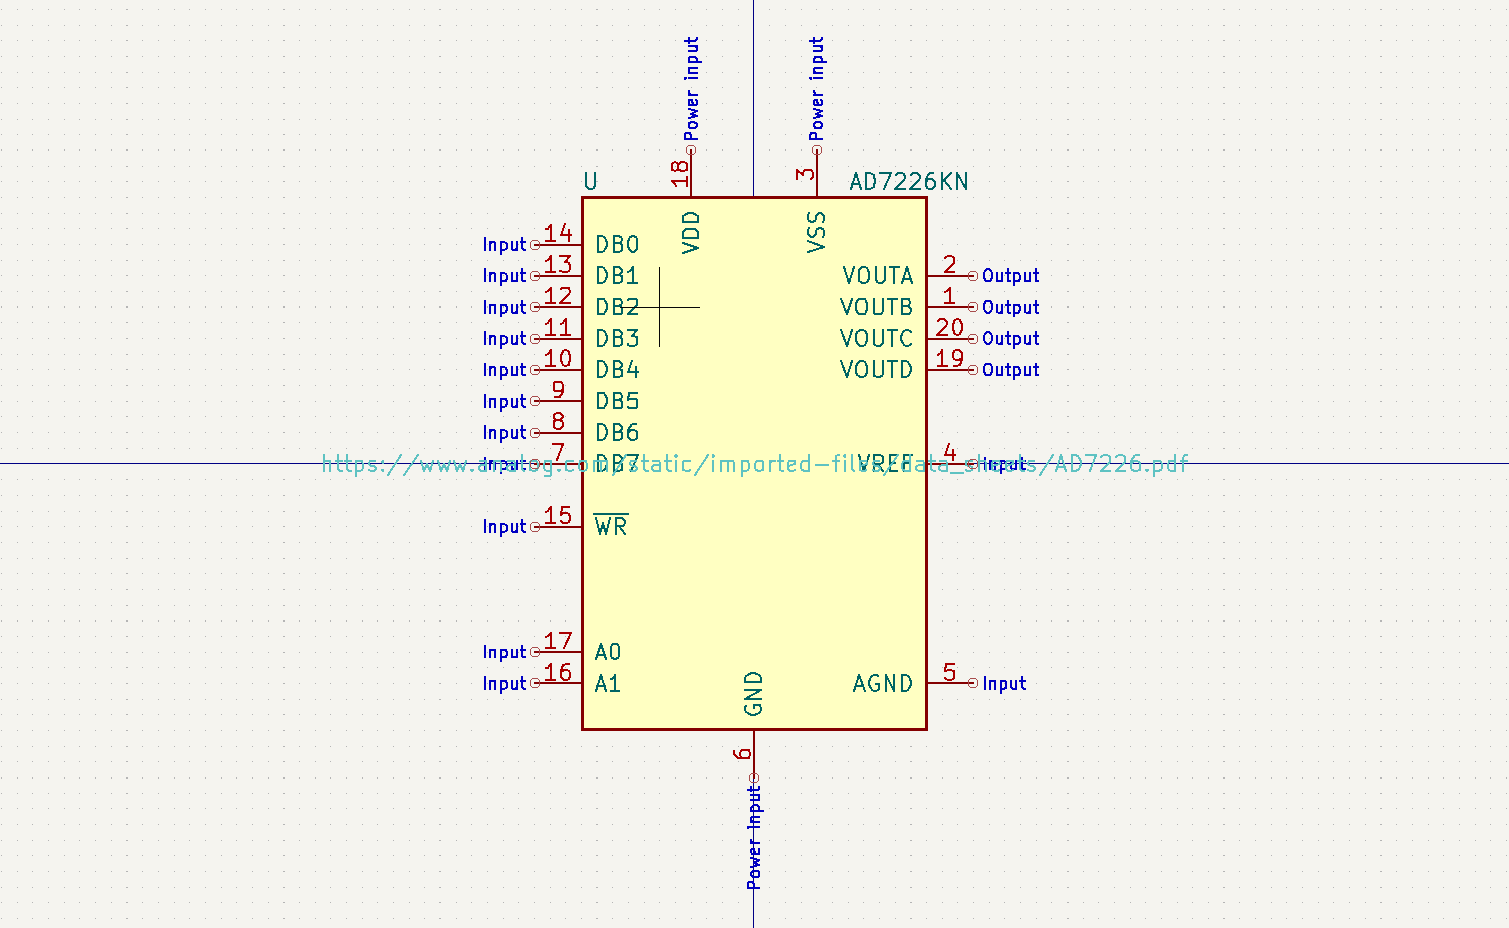 Power input
Power input
18
3
U
AD7226KN
VDD
VSS
Input 14 DB0
Input 13 DB1
VOUTA 2 Output
Input 12 DB2
VOUTB 1 Output
Input 11 DB3
VOUTC 20 Output
Input 10 DB4
VOUTD 19 Output
Input 9 DB5
Input 8 DB6
Input 7 DB7
VREF 4 Input
https://www.analog.com/static/imported-files/data_sheets/AD7226.pdf
Input 15 WR
Input 17 A0
Input 16 A1
AGND 5 Input
GND
6
Power Input